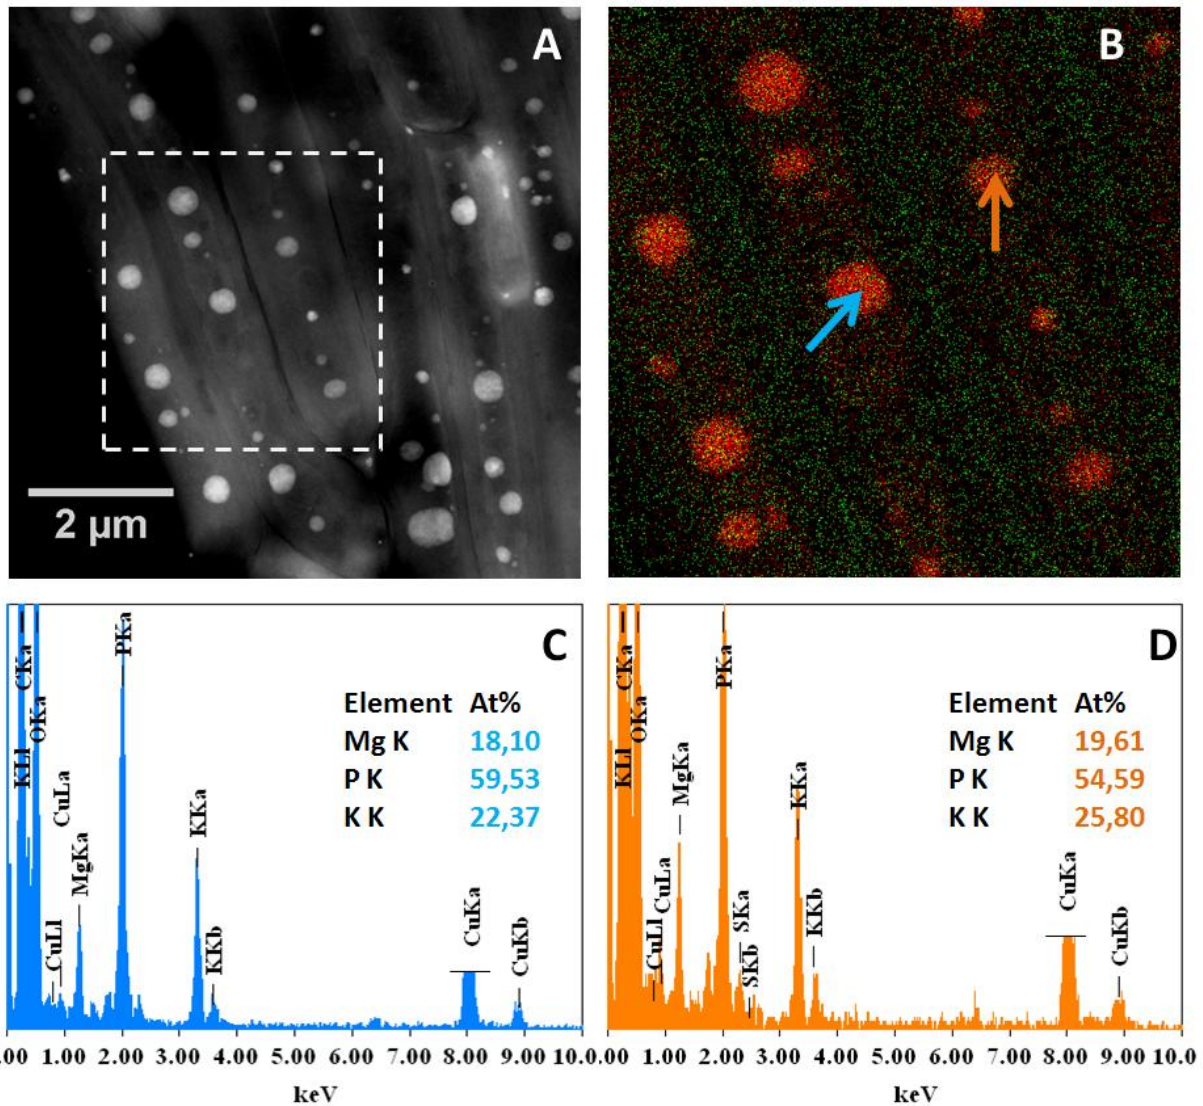 A
B
2 µm
C
CKa
KLl
OKa
CuLl
CuLa
MgKa
PKa
KKa
KKb
CuKa
CuKb
Element At%
Mg K 18,10
P K 59,53
K K 22,37
.00 1.00 2.00 3.00 4.00 5.00 6.00 7.00 8.00 9.00 10.0
keV
D
CKa
KLl
OKa
CuLl
CuLa
MgKa
PKa
SKa
SKb
KKa
KKb
CuKa
CuKb
Element At%
Mg K 19,61
P K 54,59
K K 25,80
0.00 1.00 2.00 3.00 4.00 5.00 6.00 7.00 8.00 9.00 10.0
keV